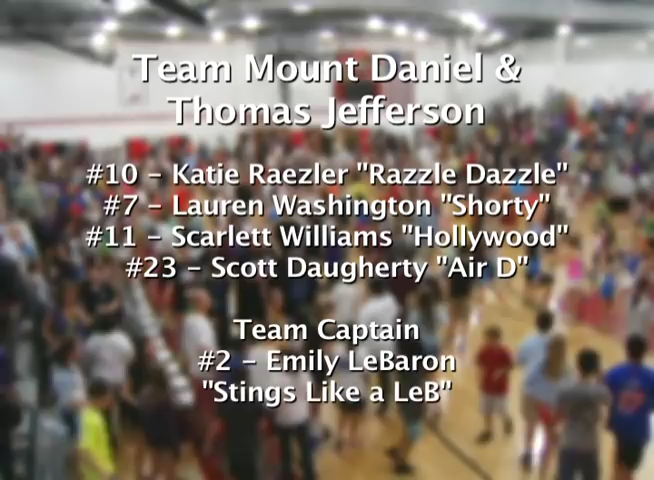 Team Mount Daniel &
Thomas Jefferson
#10 – Katie Raezler "Razzle Dazzle"
#7 – Lauren Washington "Shorty"
#11 – Scarlett Williams "Hollywood"
#23 – Scott Daugherty "Air D"
Team Captain
#2 – Emily LeBaron
"Stings Like a LeB"